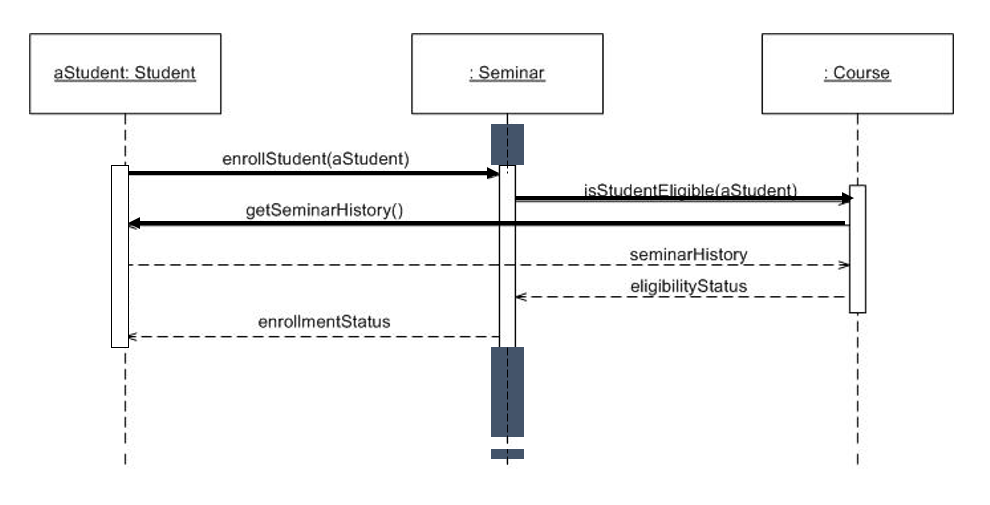 aStudent: Student
: Seminar
: Course
enrollStudent(aStudent)
isStudentEligible(aStudent)
getSeminarHistory()
seminarHistory
eligibilityStatus
enrollmentStatus